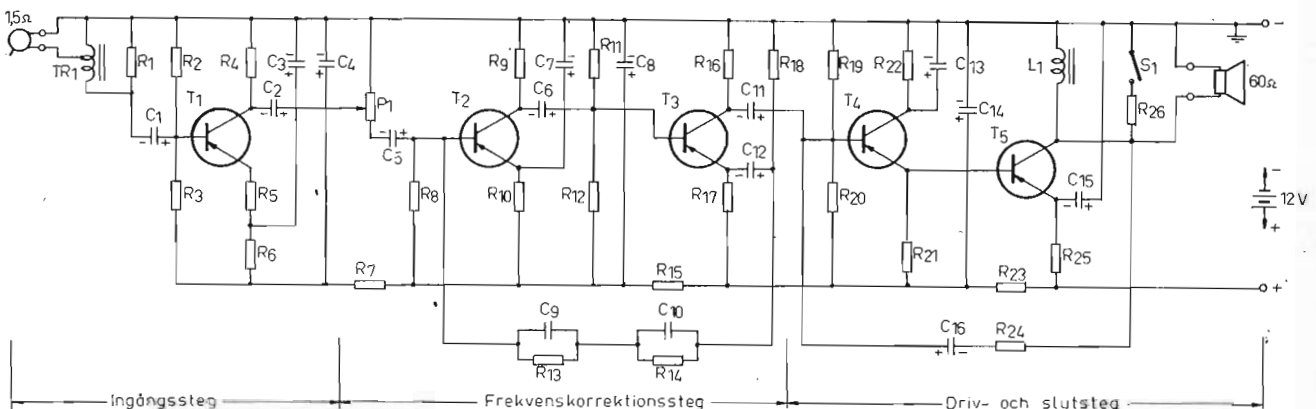 1,5Ω
TR1
R1
R2
R4
C3
C4
C2
T1
C1
R3
R5
R6
P1
C5
R7
R8
R9
C7
R11
C8
T2
C6
R10
R12
R16
R18
T3
C11
C12
R17
R15
R19
R22
C13
C14
T4
R20
R21
L1
S1
R26
60Ω
T5
C15
R25
R23
12V
C9
R13
C10
R14
C16
R24
Ingångssteg
Frekvenskorrektionssteg
Driv- och slutsteg